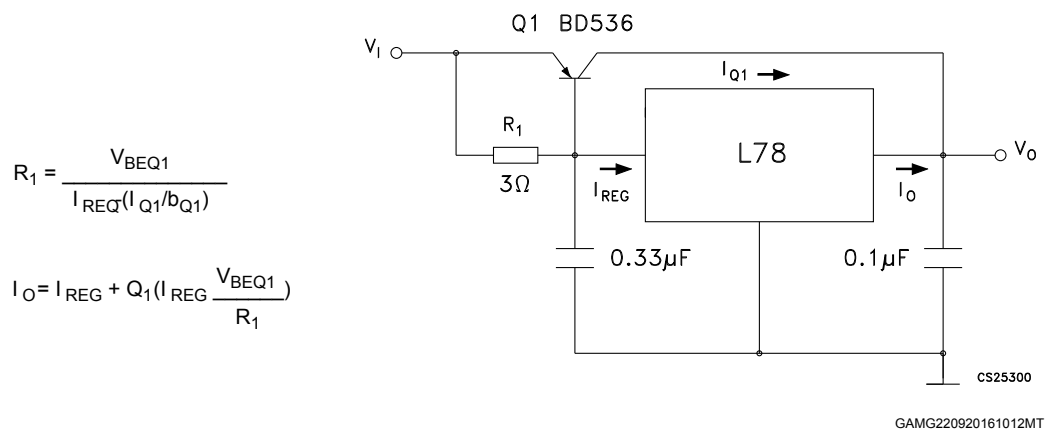 Q1 BD536
V_I
I_Q1
R_1
L78
V_O
3Ω
I_REG
I_O
0.33µF
0.1µF
R_1 = V_BEQ1 / I_REQ-(I_Q1/b_Q1)
I_O = I_REG + Q_1(I_REG V_BEQ1 / R_1)
CS25300
GAMG220920161012MT